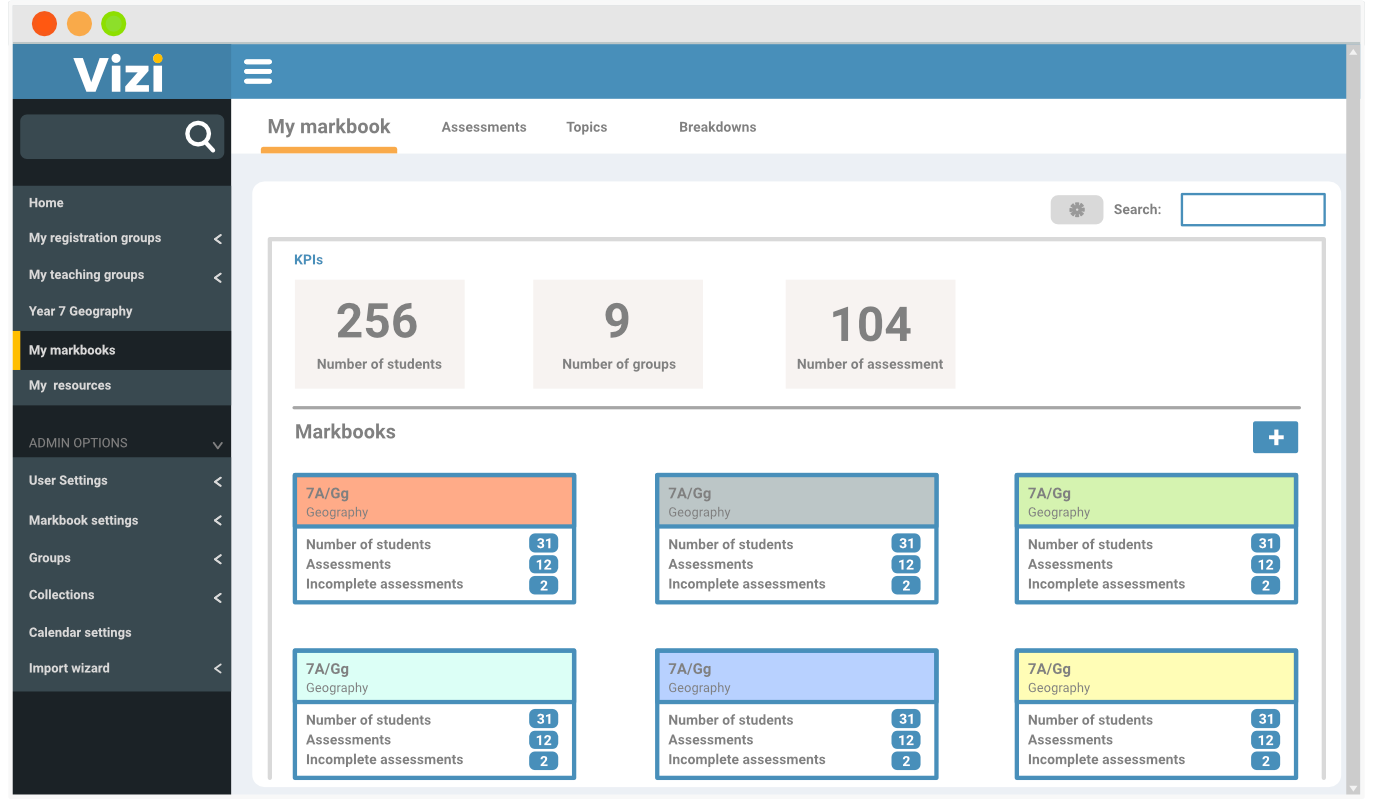 Vizi
My markbook
Assessments
Topics
Breakdowns
Home
My registration groups
My teaching groups
Year 7 Geography
My markbooks
My resources
ADMIN OPTIONS
User Settings
Markbook settings
Groups
Collections
Calendar settings
Import wizard
Search:
KPIs
256
Number of students
9
Number of groups
104
Number of assessment
Markbooks
+
7A/Gg
Geography
Number of students 31
Assessments 12
Incomplete assessments 2
7A/Gg
Geography
Number of students 31
Assessments 12
Incomplete assessments 2
7A/Gg
Geography
Number of students 31
Assessments 12
Incomplete assessments 2
7A/Gg
Geography
Number of students 31
Assessments 12
Incomplete assessments 2
7A/Gg
Geography
Number of students 31
Assessments 12
Incomplete assessments 2
7A/Gg
Geography
Number of students 31
Assessments 12
Incomplete assessments 2